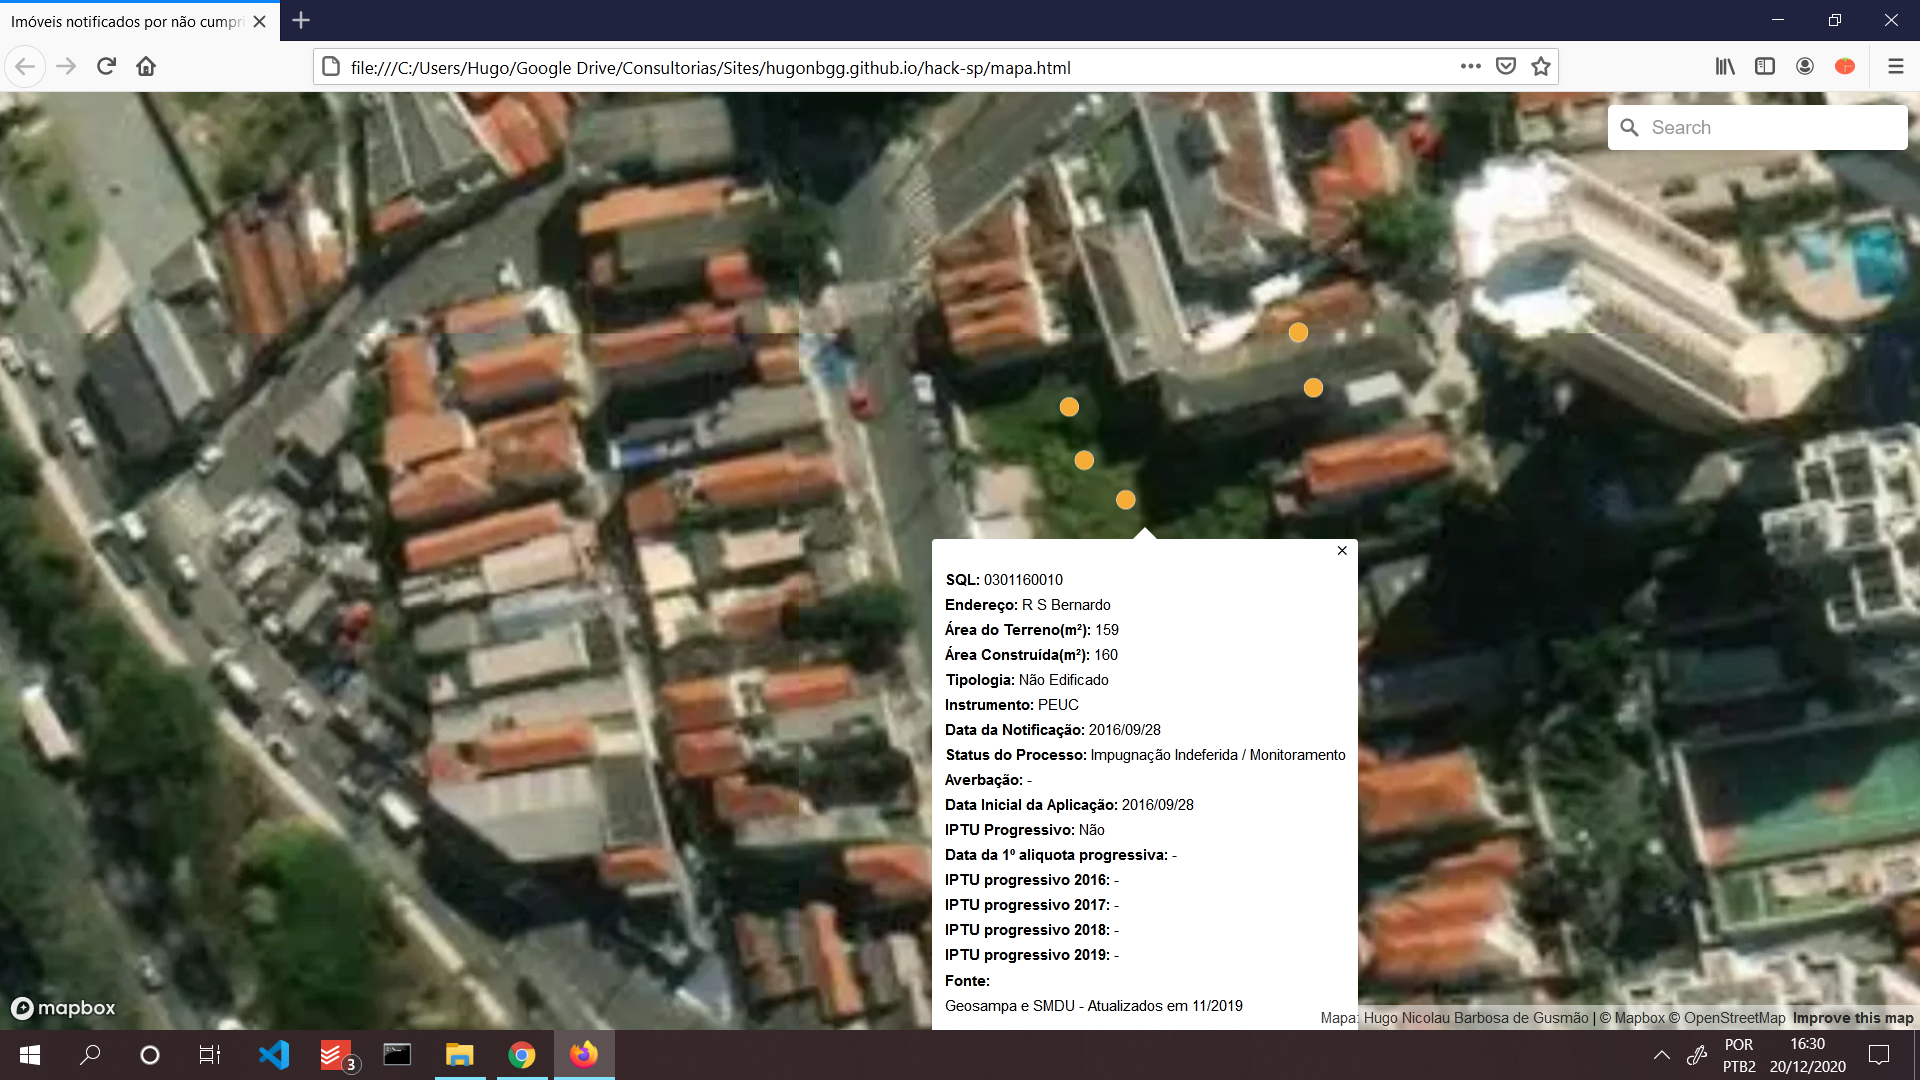 Imóveis notificados por não cumpri
file:///C:/Users/Hugo/Google Drive/Consultorias/Sites/hugonbgg.github.io/hack-sp/mapa.html
Search
SQL: 0301160010
Endereço: R S Bernardo
Área do Terreno(m²): 159
Área Construída(m²): 160
Tipologia: Não Edificado
Instrumento: PEUC
Data da Notificação: 2016/09/28
Status do Processo: Impugnação Indeferida / Monitoramento
Averbação: -
Data Inicial da Aplicação: 2016/09/28
IPTU Progressivo: Não
Data da 1º aliquota progressiva: -
IPTU progressivo 2016: -
IPTU progressivo 2017: -
IPTU progressivo 2018: -
IPTU progressivo 2019: -
Fonte:
Geosampa e SMDU - Atualizados em 11/2019
mapbox
Mapa: Hugo Nicolau Barbosa de Gusmão | © Mapbox © OpenStreetMap Improve this map
3
POR
PTB2
16:30
20/12/2020